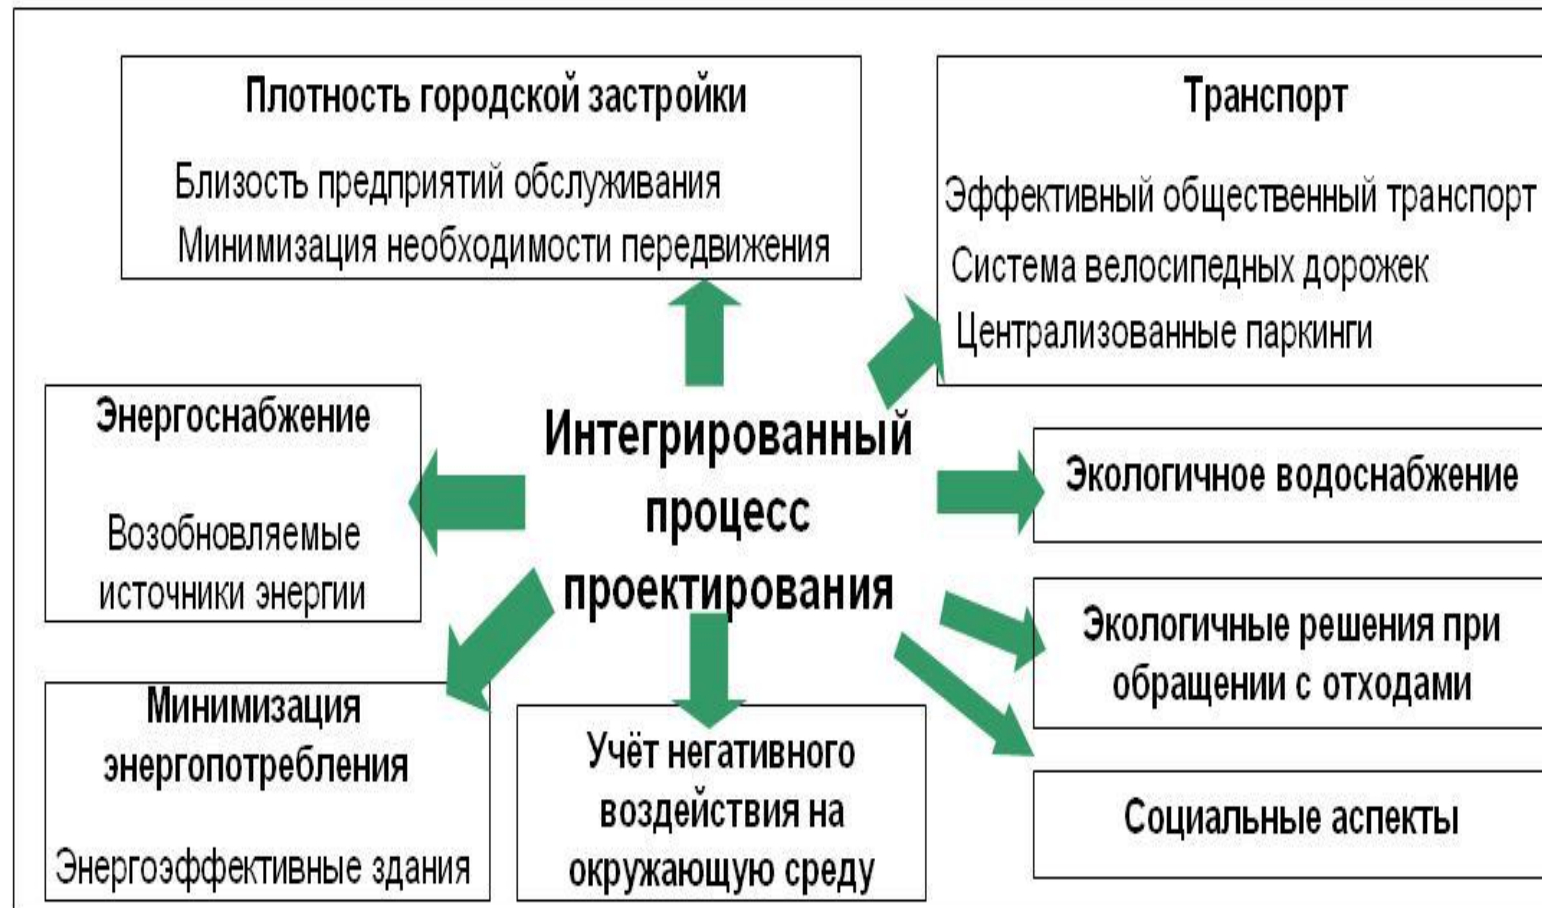 Плотность городской застройки
Близость предприятий обслуживания
Минимизация необходимости передвижения
Транспорт
Эффективный общественный транспорт
Система велосипедных дорожек
Централизованные паркинги
Энергоснабжение
Возобновляемые
источники энергии
Интегрированный
процесс
проектирования
Экологичное водоснабжение
Экологичные решения при
обращении с отходами
Минимизация
энергопотребления
Энергоэффективные здания
Учёт негативного
воздействия на
окружающую среду
Социальные аспекты